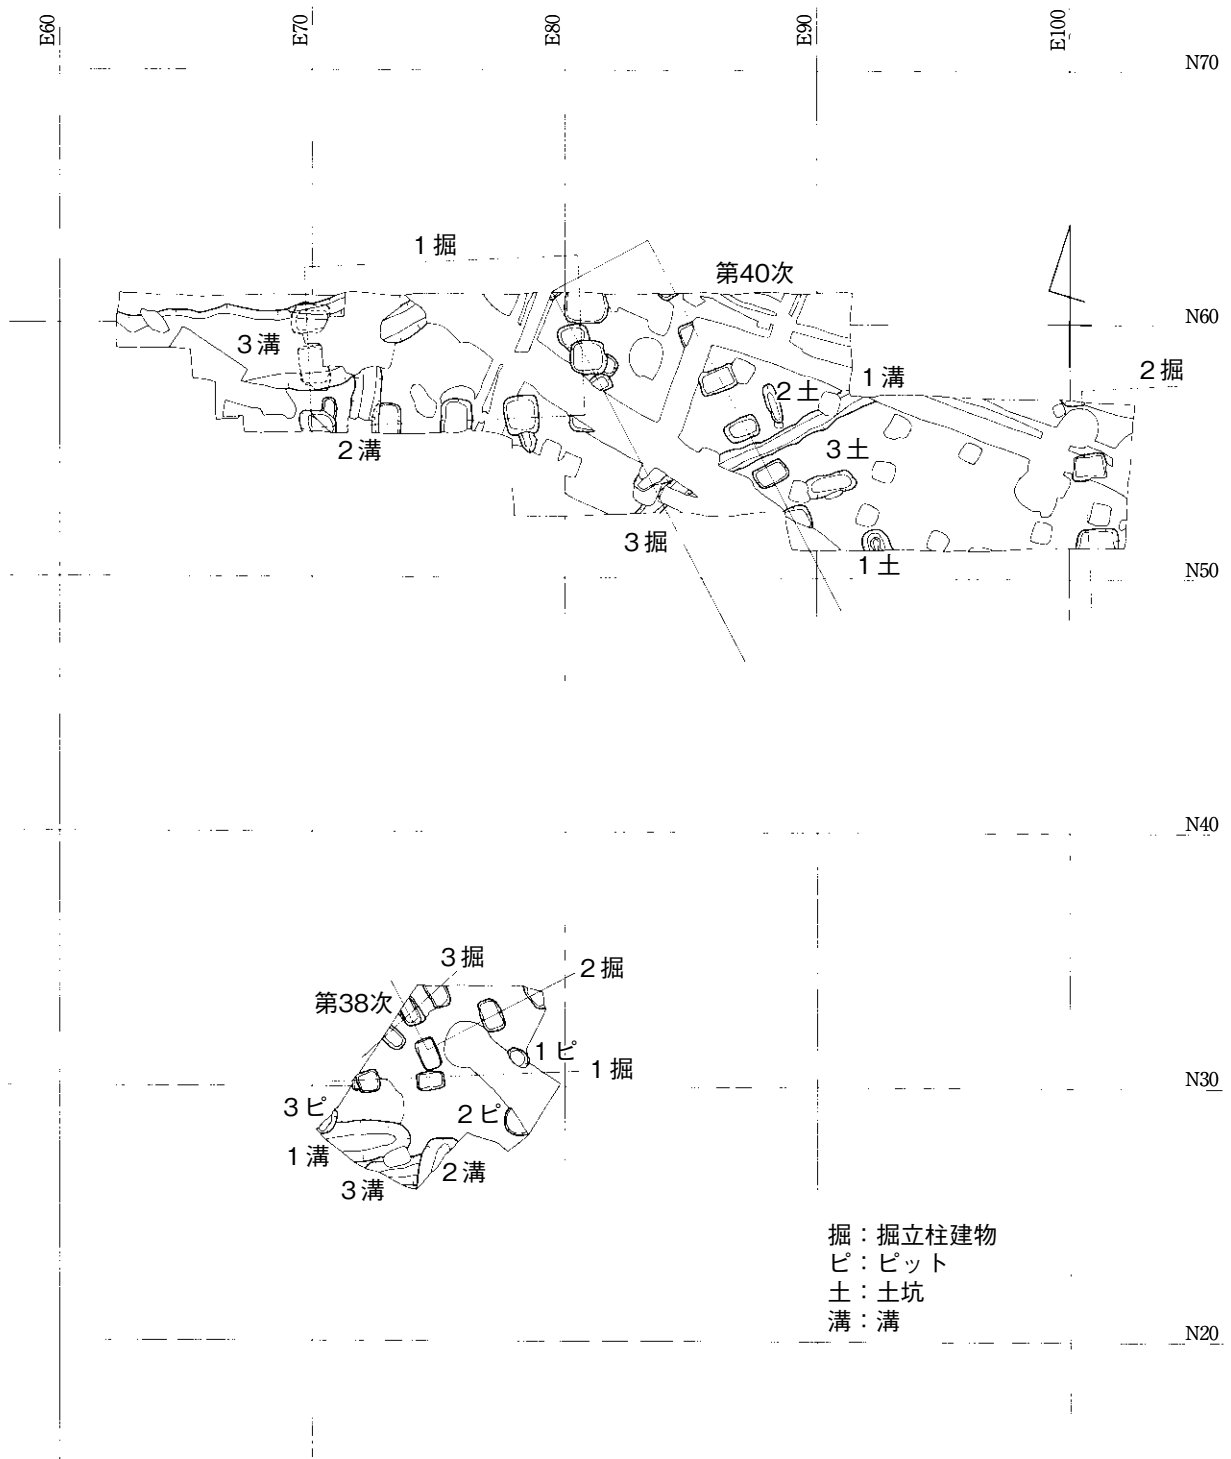 E60
E70
E80
E90
E100
N70
1掘
第40次
N60
3溝
2掘
2土
1溝
2溝
3土
3掘
1土
N50
N40
3掘
2掘
第38次
1ピ
1掘
N30
3ピ
2ピ
1溝
2溝
3溝
掘：掘立柱建物
ピ：ピット
土：土坑
溝：溝
N20